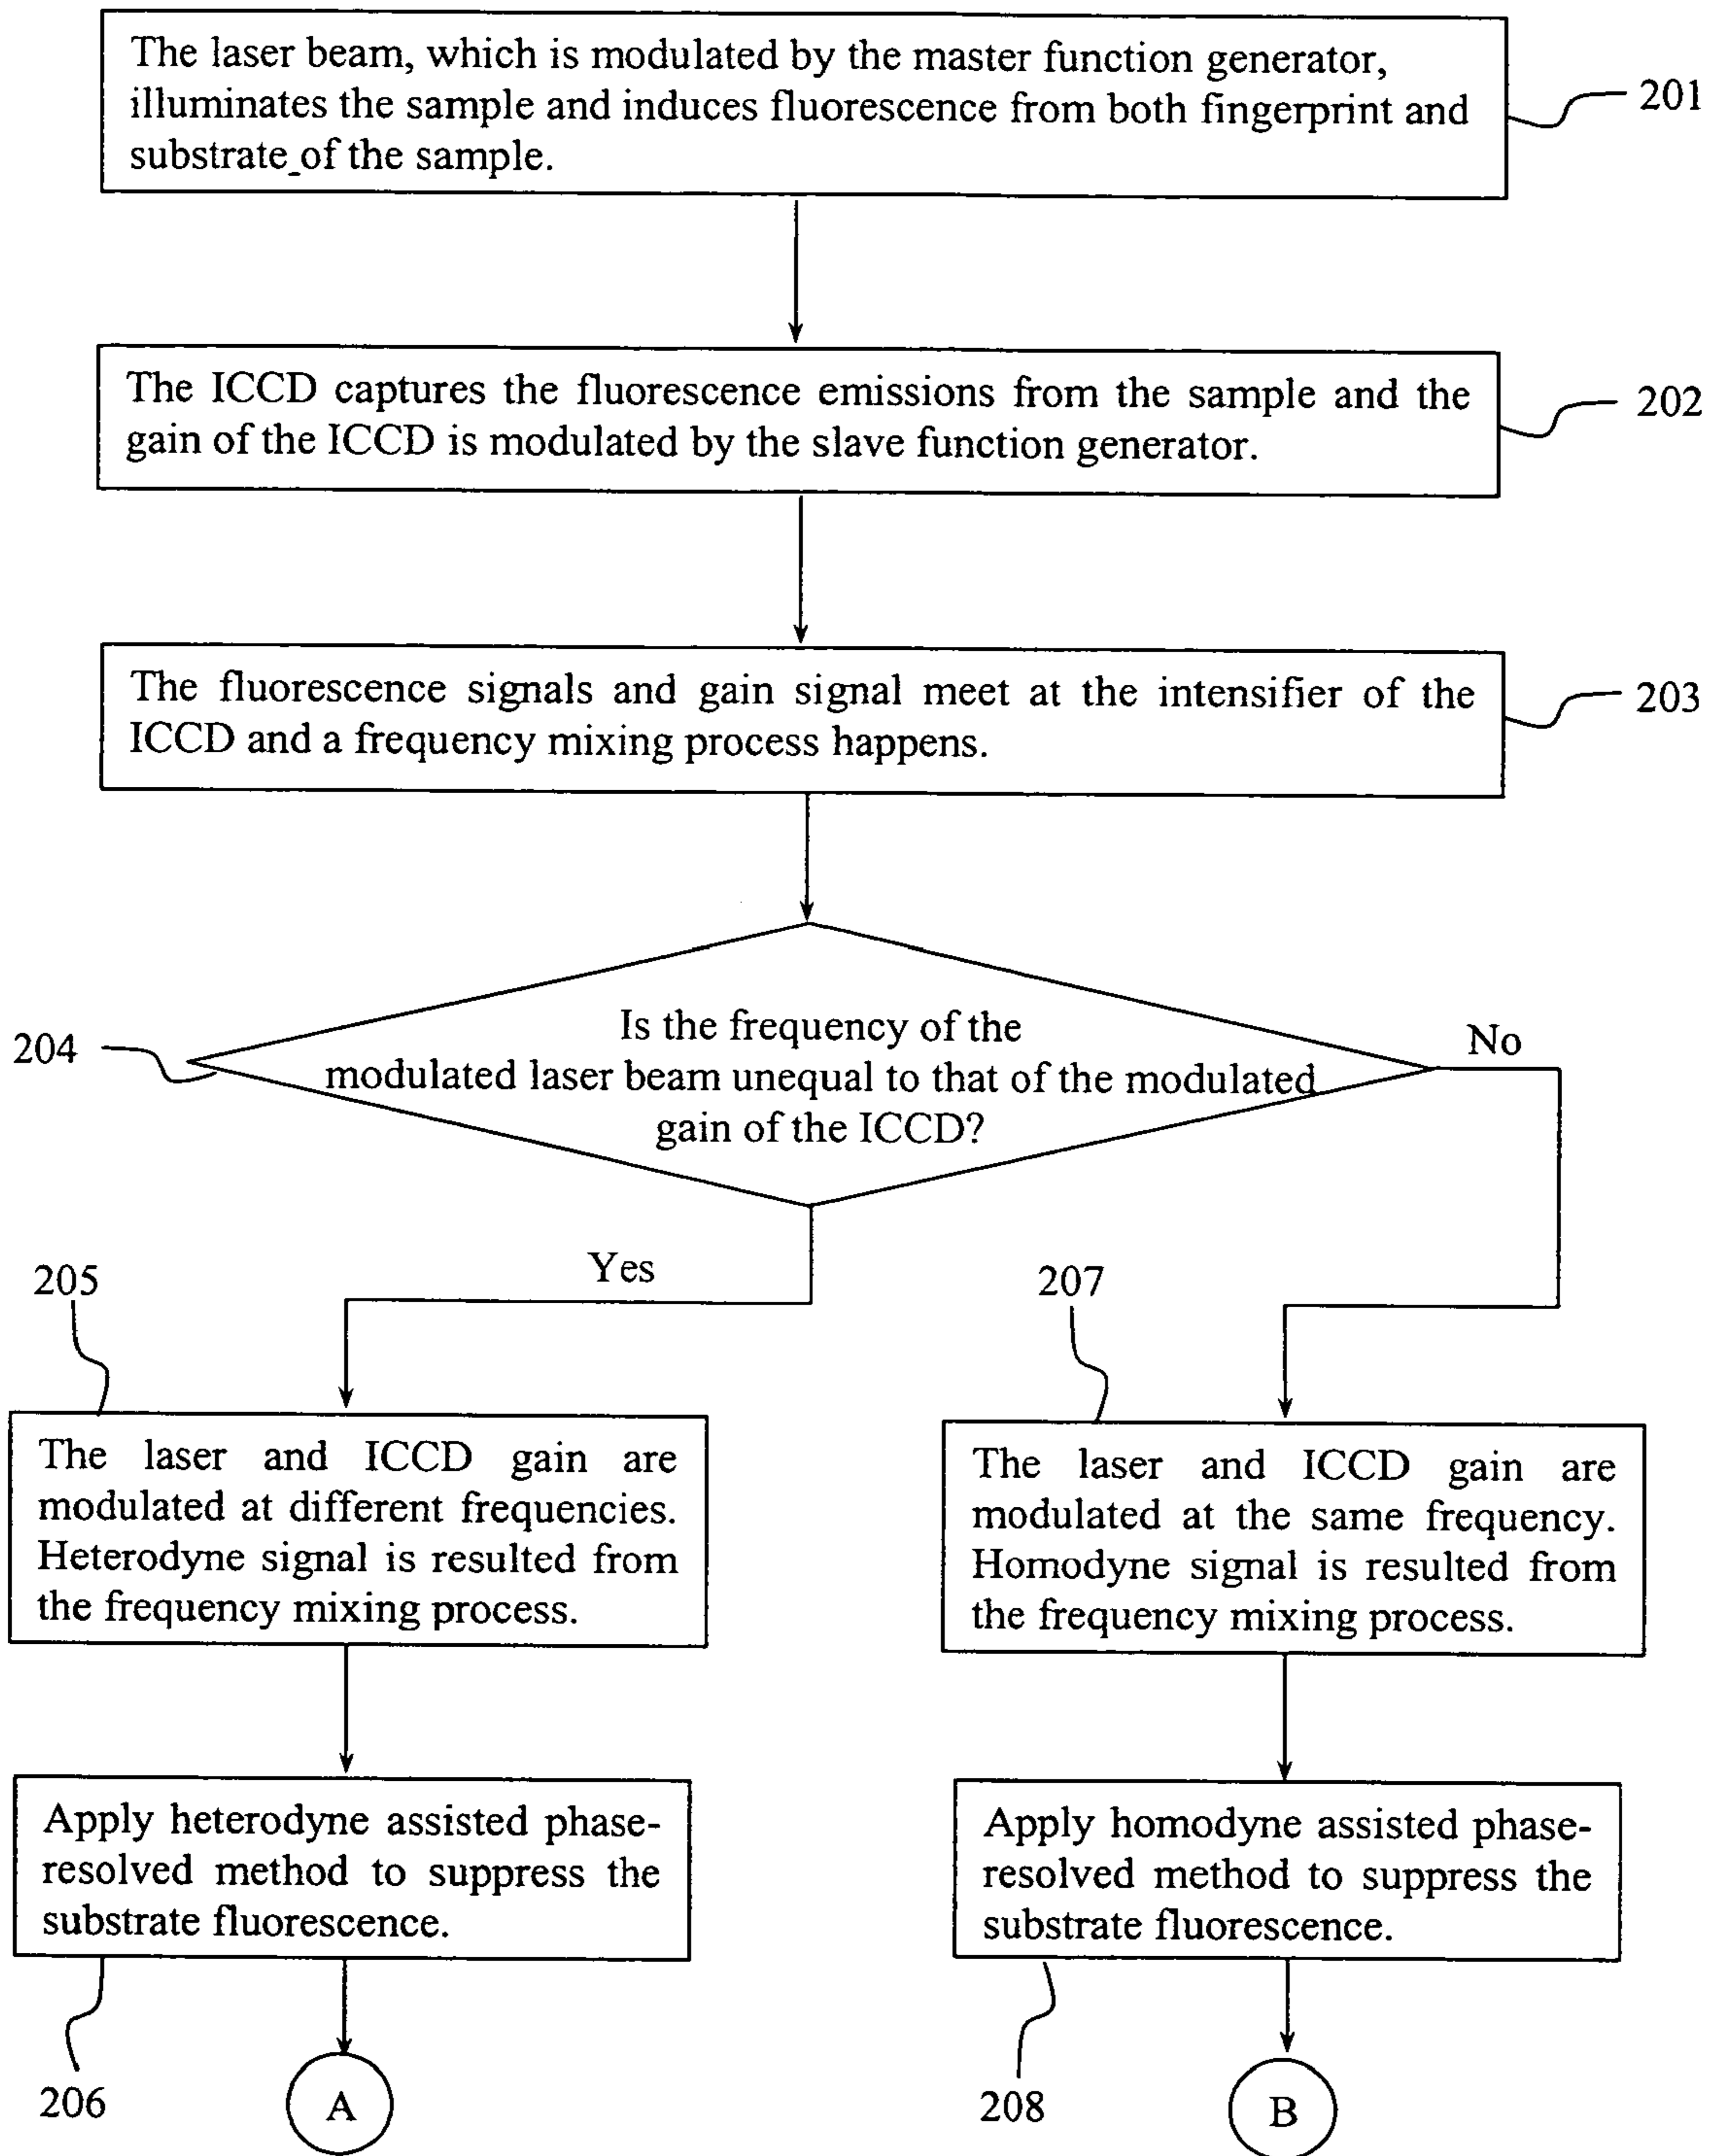 The laser beam, which is modulated by the master function generator,
illuminates the sample and induces fluorescence from both fingerprint and
substrate of the sample.
201
The ICCD captures the fluorescence emissions from the sample and the
gain of the ICCD is modulated by the slave function generator.
202
The fluorescence signals and gain signal meet at the intensifier of the
ICCD and a frequency mixing process happens.
203
204
Is the frequency of the
modulated laser beam unequal to that of the modulated
gain of the ICCD?
No
Yes
205
The laser and ICCD gain are
modulated at different frequencies.
Heterodyne signal is resulted from
the frequency mixing process.
207
The laser and ICCD gain are
modulated at the same frequency.
Homodyne signal is resulted from
the frequency mixing process.
Apply heterodyne assisted phase-
resolved method to suppress the
substrate fluorescence.
206
A
Apply homodyne assisted phase-
resolved method to suppress the
substrate fluorescence.
208
B